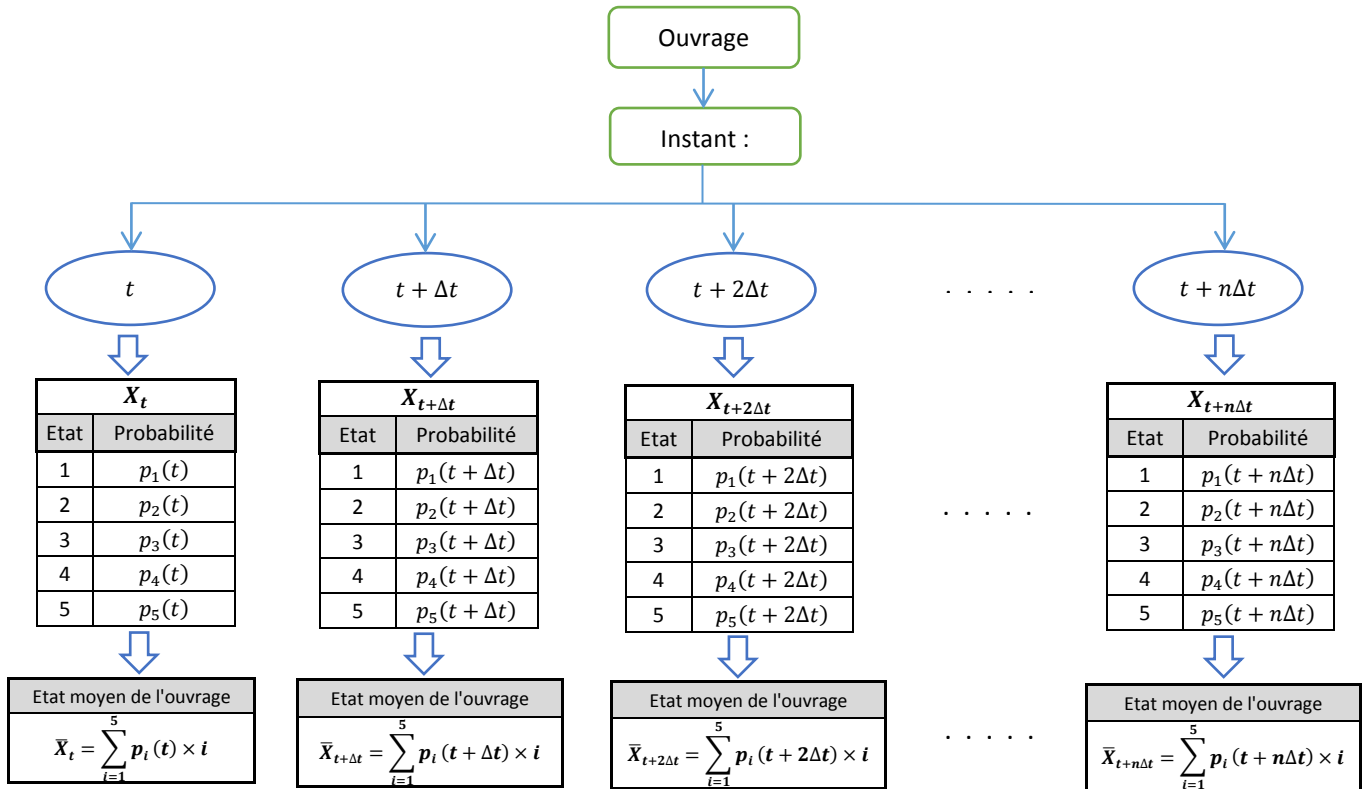 Ouvrage
Instant :
t
t + Δt
t + 2Δt
. . . . .
t + nΔt
X_t
Etat Probabilité
1 p_1(t)
2 p_2(t)
3 p_3(t)
4 p_4(t)
5 p_5(t)
Etat moyen de l'ouvrage
X̅_t = ∑_{i=1}^{5} p_i (t) × i
X_{t+Δt}
Etat Probabilité
1 p_1(t + Δt)
2 p_2(t + Δt)
3 p_3(t + Δt)
4 p_4(t + Δt)
5 p_5(t + Δt)
Etat moyen de l'ouvrage
X̅_{t+Δt} = ∑_{i=1}^{5} p_i (t + Δt) × i
X_{t+2Δt}
Etat Probabilité
1 p_1(t + 2Δt)
2 p_2(t + 2Δt)
3 p_3(t + 2Δt)
4 p_4(t + 2Δt)
5 p_5(t + 2Δt)
Etat moyen de l'ouvrage
X̅_{t+2Δt} = ∑_{i=1}^{5} p_i (t + 2Δt) × i
. . . . .
. . . . .
X_{t+nΔt}
Etat Probabilité
1 p_1(t + nΔt)
2 p_2(t + nΔt)
3 p_3(t + nΔt)
4 p_4(t + nΔt)
5 p_5(t + nΔt)
Etat moyen de l'ouvrage
X̅_{t+nΔt} = ∑_{i=1}^{5} p_i (t + nΔt) × i